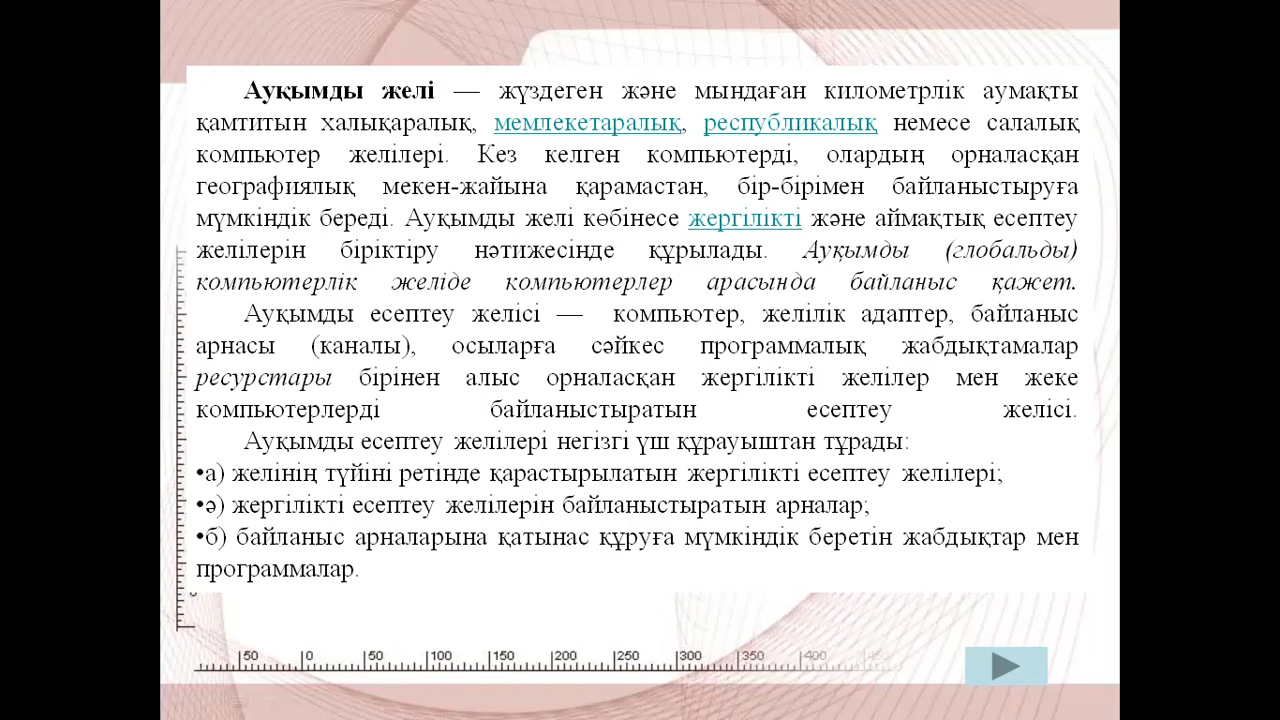 Ауқымды желі — жүздеген және мындаған километрлік аумақты
қамтитын халықаралық, мемлекетаралық, республикалық немесе салалық
компьютер желілері. Кез келген компьютерді, олардың орналасқан
географиялық мекен-жайына қарамастан, бір-бірімен байланыстыруға
мүмкіндік береді. Ауқымды желі көбінесе жергілікті және аймақтық есептеу
желілерін біріктіру нәтижесінде құрылады. Ауқымды (глобальды)
компьютерлік желіде компьютерлер арасында байланыс қажет.
Ауқымды есептеу желісі — компьютер, желілік адаптер, байланыс
арнасы (каналы), осыларға сәйкес программалық жабдықтамалар
ресурстары бірінен алыс орналасқан жергілікті желілер мен жеке
компьютерлерді байланыстыратын есептеу желісі.
Ауқымды есептеу желілері негізгі үш құрауыштан тұрады:
•а) желінің түйіні ретінде қарастырылатын жергілікті есептеу желілері;
•ә) жергілікті есептеу желілерін байланыстыратын арналар;
•б) байланыс арналарына қатынас құруға мүмкіндік беретін жабдықтар мен
программалар.
50 0 50 100 150 200 250 300 350 400 450